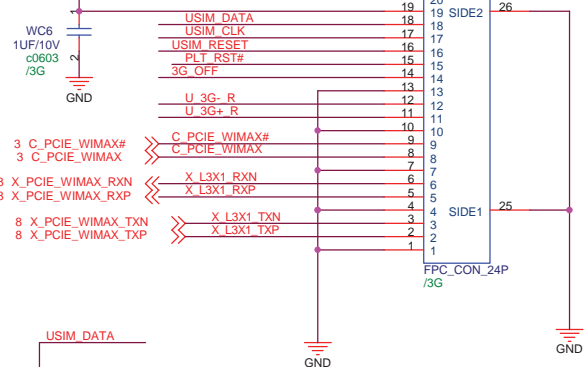 20
19 19 SIDE2 26
1
USIM_DATA 18 18
WC6 USIM_CLK 17 17
1UF/10V USIM_RESET 16 16
c0603 PLT_RST# 15 15
/3G 2 3G_OFF 14 14
GND 13 13
U_3G-_R 12 12
U_3G+_R 11 11
10 10
3 C_PCIE_WIMAX# C_PCIE_WIMAX# 9 9
3 C_PCIE_WIMAX C_PCIE_WIMAX 8 8
7 7
8 X_PCIE_WIMAX_RXN X_L3X1_RXN 6 6
8 X_PCIE_WIMAX_RXP X_L3X1_RXP 5 5
4 4 SIDE1 25
8 X_PCIE_WIMAX_TXN X_L3X1_TXN 3 3
8 X_PCIE_WIMAX_TXP X_L3X1_TXP 2 2
1 1
FPC_CON_24P
/3G
USIM_DATA
GND
GND